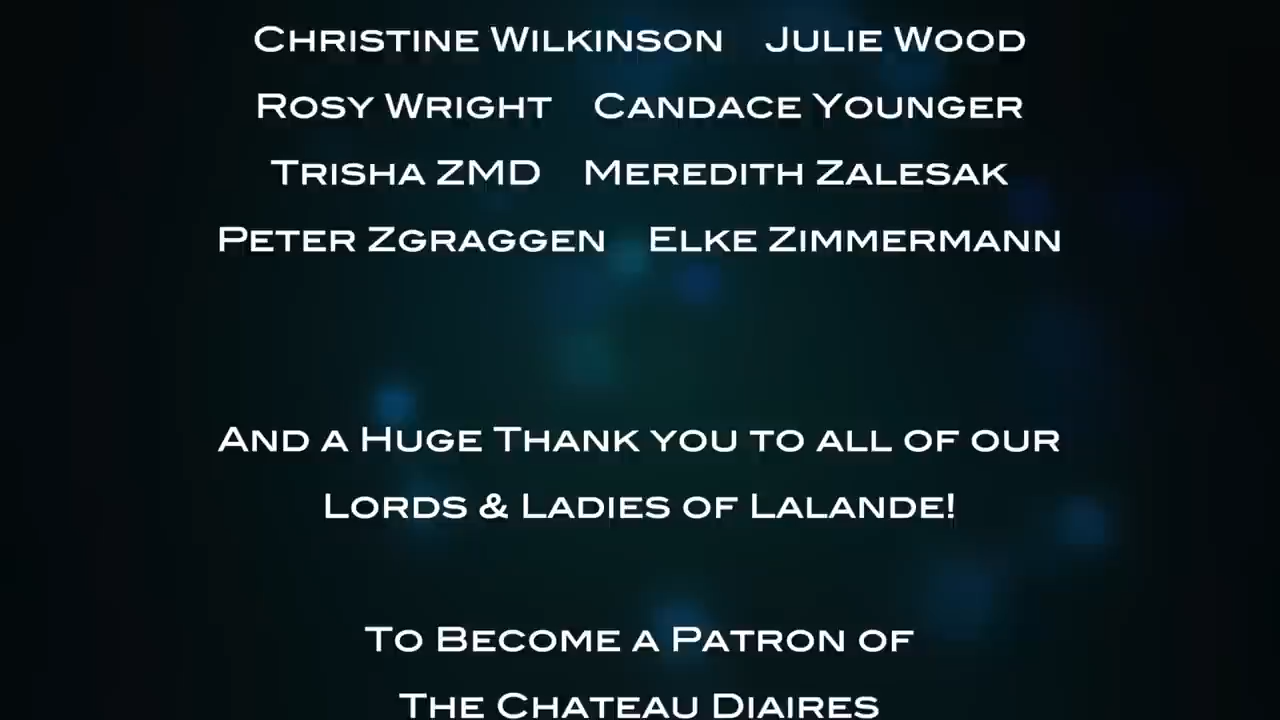 Christine Wilkinson Julie Wood
Rosy Wright Candace Younger
Trisha ZMD Meredith Zalesak
Peter Zgraggen Elke Zimmermann
And a Huge Thank you to all of our
Lords & Ladies of Lalande!
To Become a Patron of
The Chateau Diaires